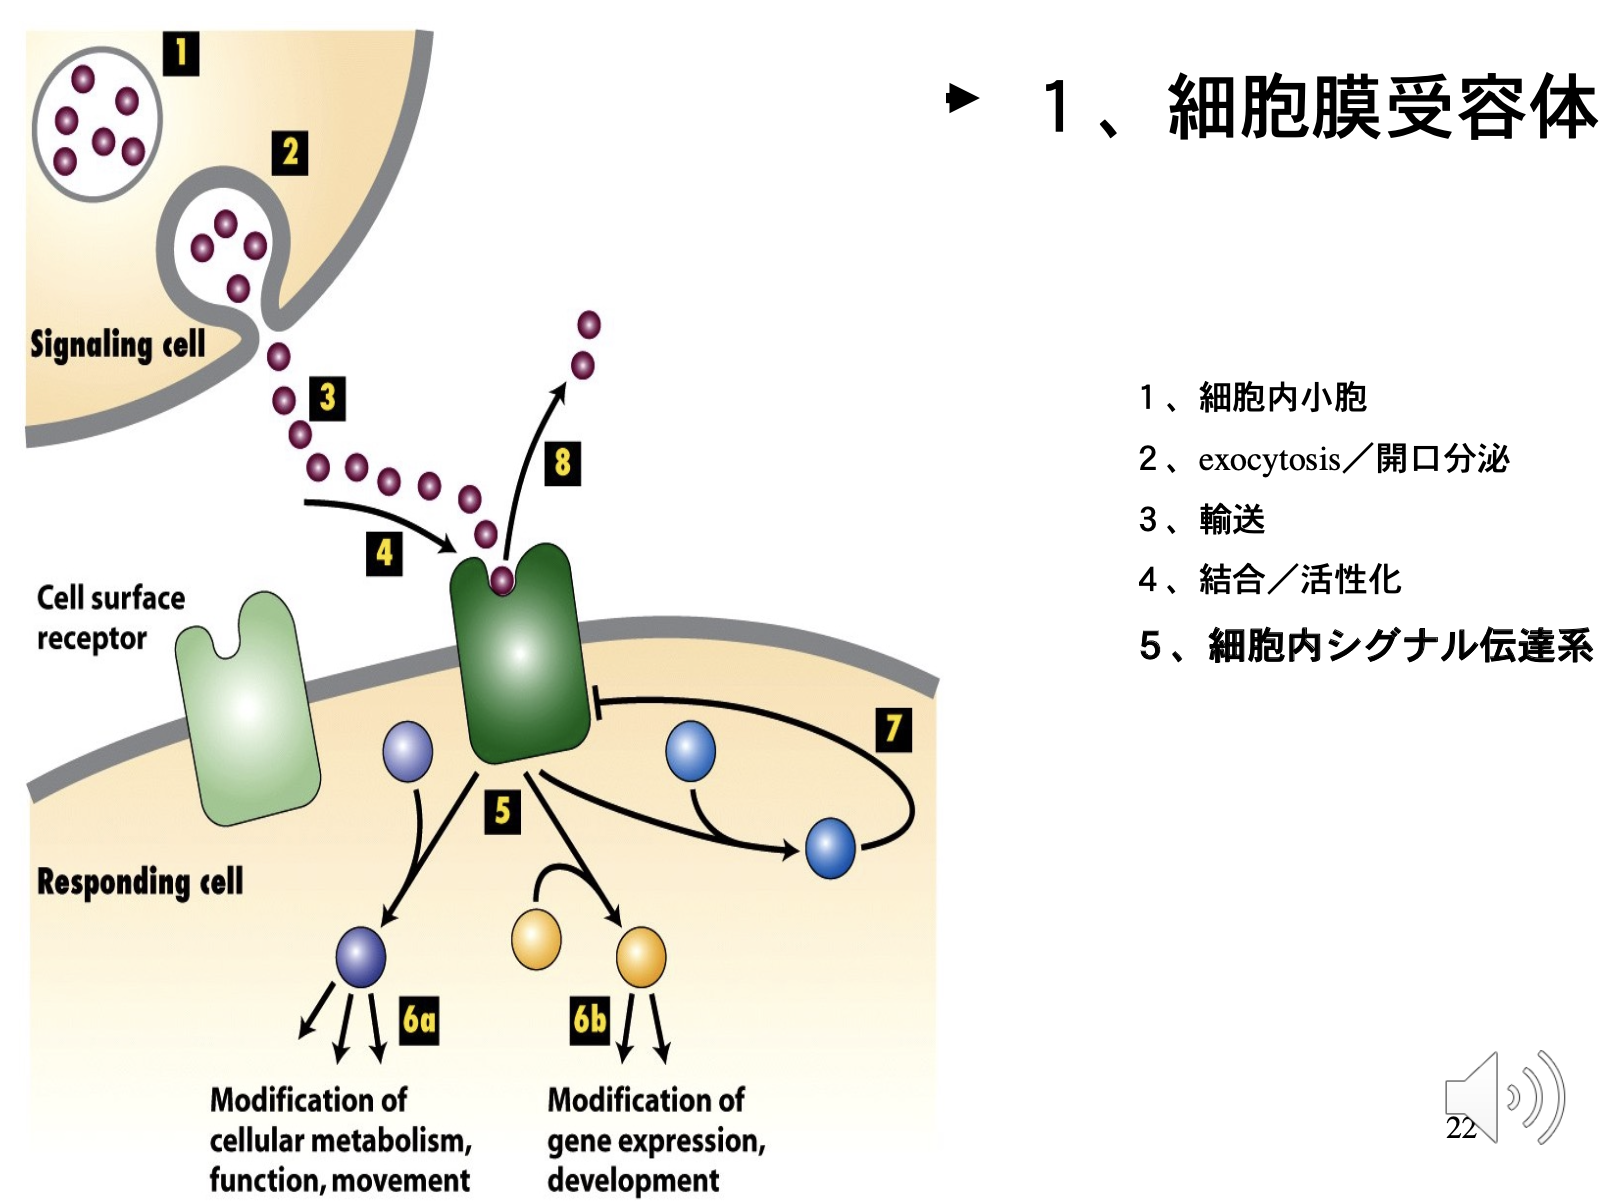 1
2
Signaling cell
3
8
4
Cell surface
receptor
7
5
Responding cell
6a
6b
Modification of
cellular metabolism,
function, movement
Modification of
gene expression,
development
１、細胞膜受容体
１、細胞内小胞
２、exocytosis／開口分泌
３、輸送
４、結合／活性化
５、細胞内シグナル伝達系
22